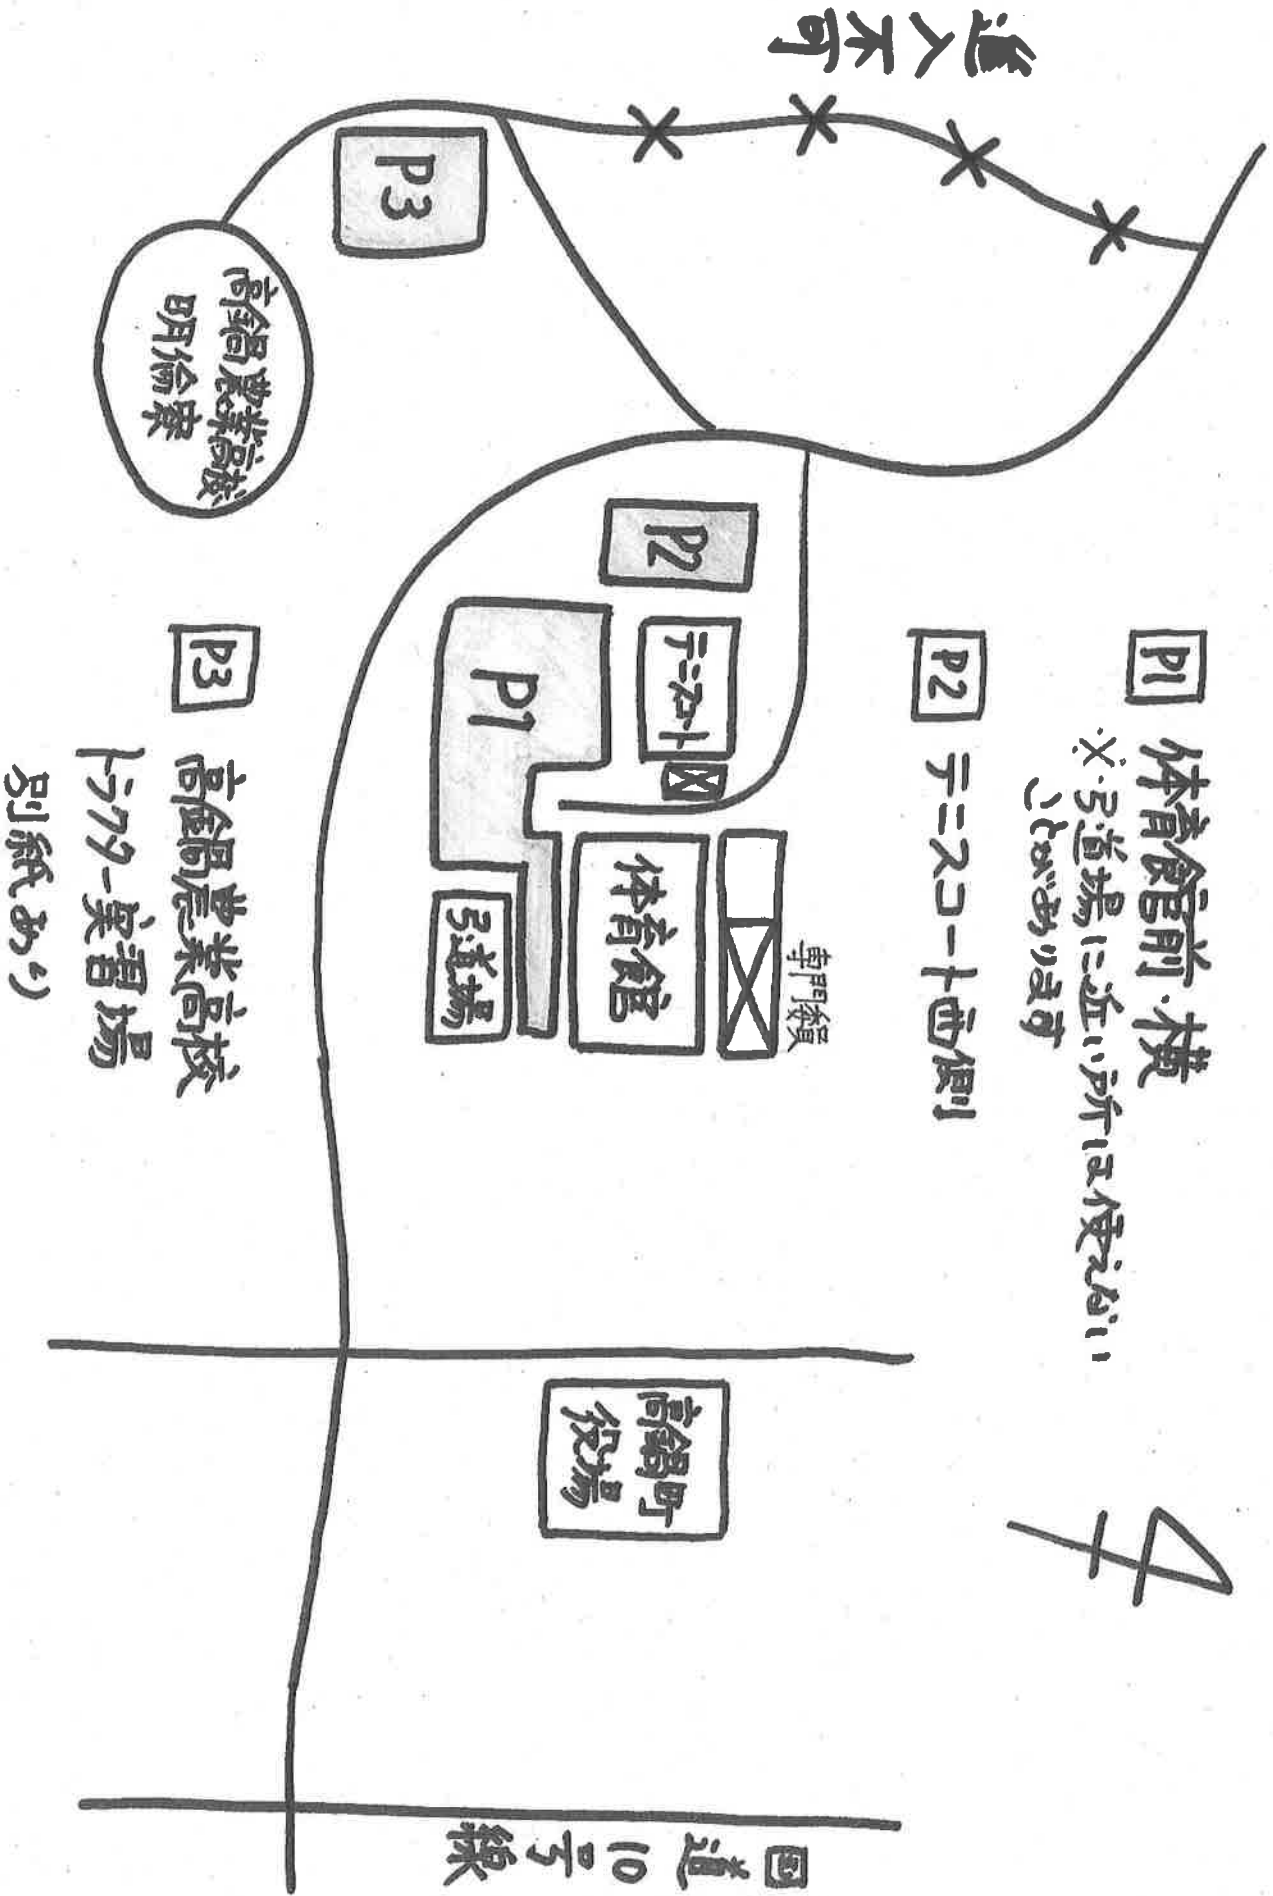 P1 体育館前・横
※弓道場に近い所は使えない
ことがあります
P2 テニスコート西側
P3 高鍋農業高校
トラクター実習場
別紙あり
進入不可
P3
高鍋農業高校
明倫寮
P2
テニスコート
P1
体育館
弓道場
専門委員
高鍋町
役場
国道10号線